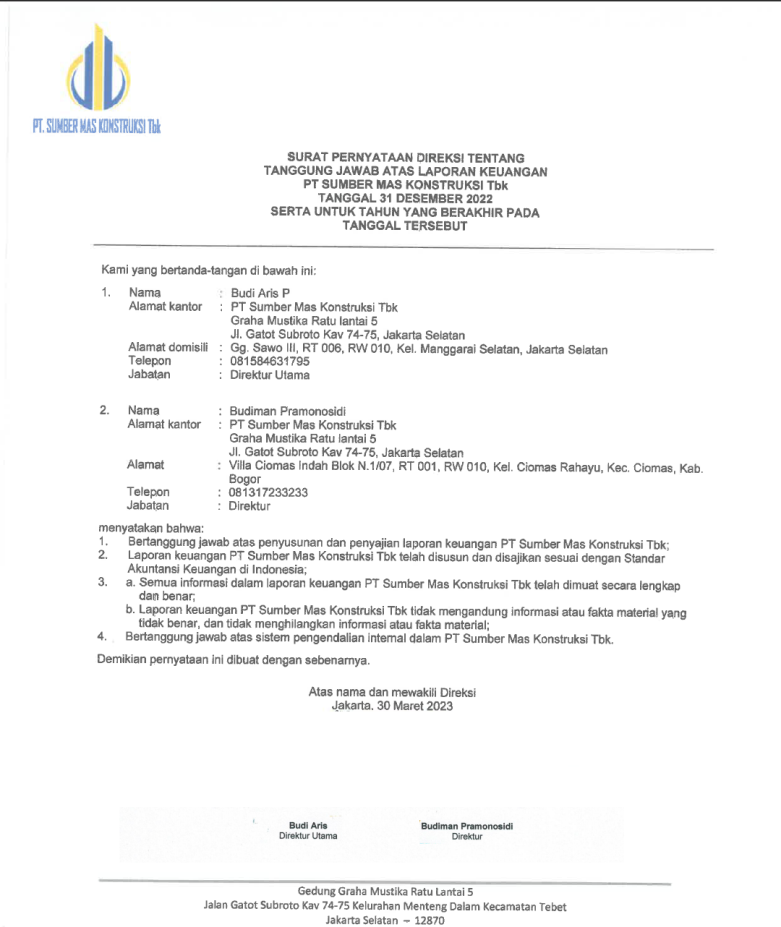 PT. SUMBER MAS KONSTRUKSI Tbk
SURAT PERNYATAAN DIREKSI TENTANG
TANGGUNG JAWAB ATAS LAPORAN KEUANGAN
PT SUMBER MAS KONSTRUKSI Tbk
TANGGAL 31 DESEMBER 2022
SERTA UNTUK TAHUN YANG BERAKHIR PADA
TANGGAL TERSEBUT
Kami yang bertanda-tangan di bawah ini:
1. Nama : Budi Aris P
Alamat kantor : PT Sumber Mas Konstruksi Tbk
Graha Mustika Ratu lantai 5
Jl. Gatot Subroto Kav 74-75, Jakarta Selatan
Alamat domisili : Gg. Sawo III, RT 006, RW 010, Kel. Manggarai Selatan, Jakarta Selatan
Telepon : 081584631795
Jabatan : Direktur Utama
2. Nama : Budiman Pramonosidi
Alamat kantor : PT Sumber Mas Konstruksi Tbk
Graha Mustika Ratu lantai 5
Jl. Gatot Subroto Kav 74-75, Jakarta Selatan
Alamat : Villa Ciomas Indah Blok N.1/07, RT 001, RW 010, Kel. Ciomas Rahayu, Kec. Ciomas, Kab.
Bogor
Telepon : 081317233233
Jabatan : Direktur
menyatakan bahwa:
1. Bertanggung jawab atas penyusunan dan penyajian laporan keuangan PT Sumber Mas Konstruksi Tbk;
2. Laporan keuangan PT Sumber Mas Konstruksi Tbk telah disusun dan disajikan sesuai dengan Standar
Akuntansi Keuangan di Indonesia;
3. a. Semua informasi dalam laporan keuangan PT Sumber Mas Konstruksi Tbk telah dimuat secara lengkap
dan benar;
b. Laporan keuangan PT Sumber Mas Konstruksi Tbk tidak mengandung informasi atau fakta material yang
tidak benar, dan tidak menghilangkan informasi atau fakta material;
4. Bertanggung jawab atas sistem pengendalian internal dalam PT Sumber Mas Konstruksi Tbk.
Demikian pernyataan ini dibuat dengan sebenarnya.
Atas nama dan mewakili Direksi
Jakarta. 30 Maret 2023
Budi Aris Budiman Pramonosidi
Direktur Utama Direktur
Gedung Graha Mustika Ratu Lantai 5
Jalan Gatot Subroto Kav 74-75 Kelurahan Menteng Dalam Kecamatan Tebet
Jakarta Selatan – 12870